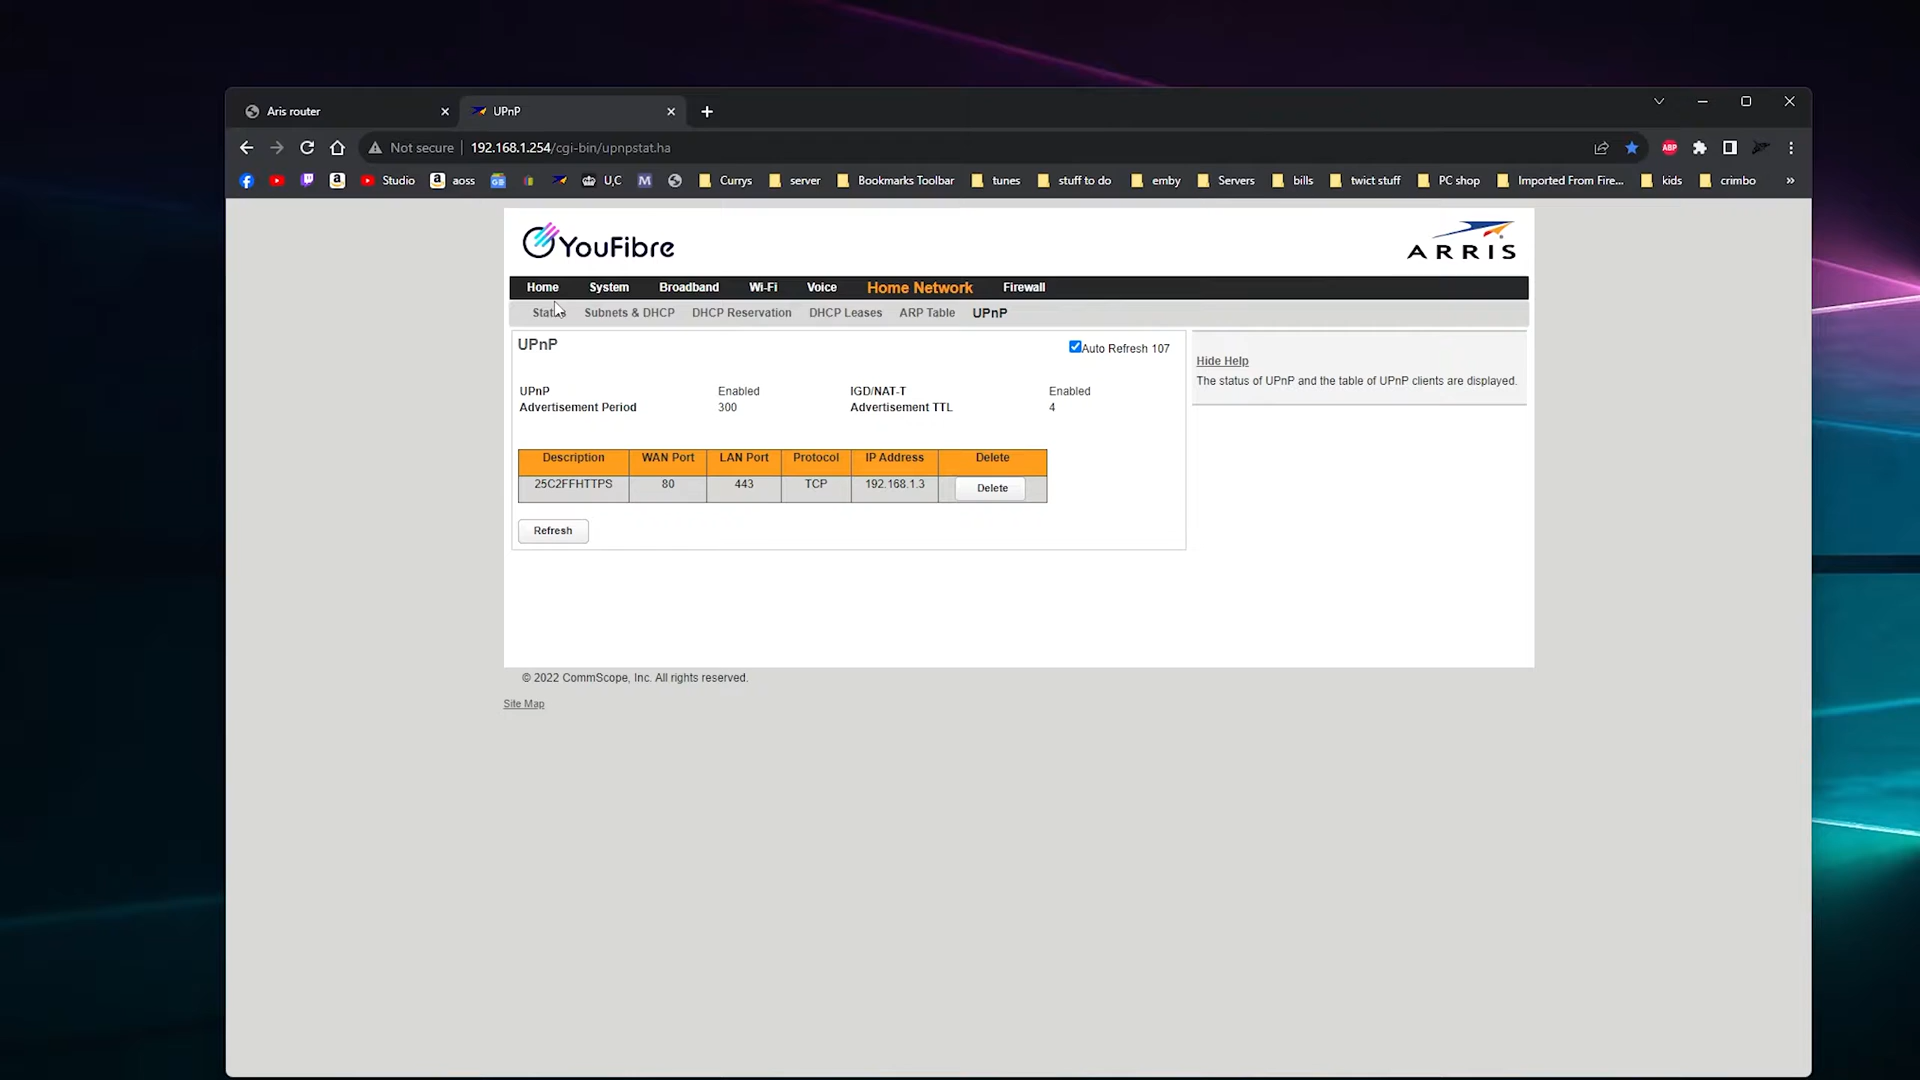 Aris router
UPnP
Not secure 192.168.1.254/cgi-bin/upnpstat.ha
ABP
Studio aoss GB U,C M Currys server Bookmarks Toolbar tunes stuff to do emby Servers bills twict stuff PC shop Imported From Fire... kids crimbo »
YouFibre
ARRIS
Home System Broadband Wi-Fi Voice Home Network Firewall
Status Subnets & DHCP DHCP Reservation DHCP Leases ARP Table UPnP
UPnP
Auto Refresh 107
Hide Help
The status of UPnP and the table of UPnP clients are displayed.
UPnP Enabled IGD/NAT-T Enabled
Advertisement Period 300 Advertisement TTL 4
Description WAN Port LAN Port Protocol IP Address Delete
25C2FFHTTPS 80 443 TCP 192.168.1.3 Delete
Refresh
© 2022 CommScope, Inc. All rights reserved.
Site Map